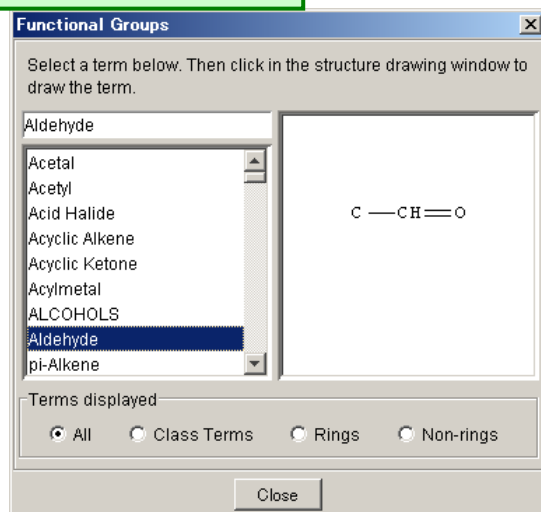 Functional Groups
Select a term below. Then click in the structure drawing window to
draw the term.
Aldehyde
Acetal
Acetyl
Acid Halide
Acyclic Alkene
Acyclic Ketone
Acylmetal
ALCOHOLS
Aldehyde
pi-Alkene
C — CH = O
Terms displayed
All Class Terms Rings Non-rings
Close